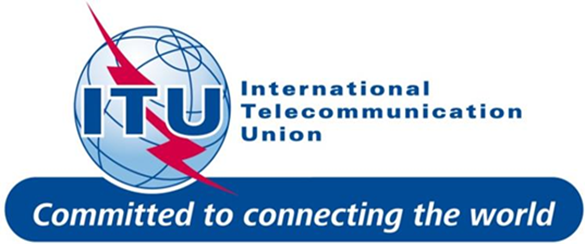 ITU
International
Telecommunication
Union
Committed to connecting the world